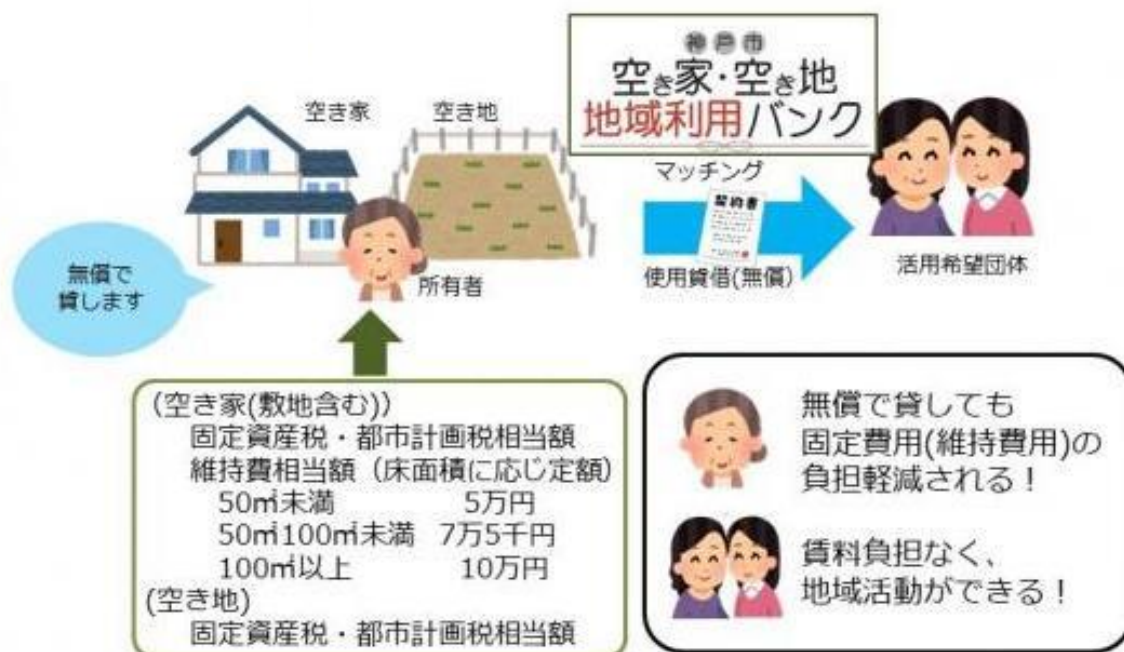 神戸市
空き家・空き地
地域利用バンク
空き家
空き地
マッチング
契約書
無償で
貸します
所有者
使用貸借(無償)
活用希望団体
(空き家(敷地含む))
固定資産税・都市計画税相当額
維持費相当額（床面積に応じ定額）
50㎡未満 5万円
50㎡100㎡未満 7万5千円
100㎡以上 10万円
(空き地)
固定資産税・都市計画税相当額
無償で貸しても
固定費用(維持費用)の
負担軽減される！
賃料負担なく、
地域活動ができる！